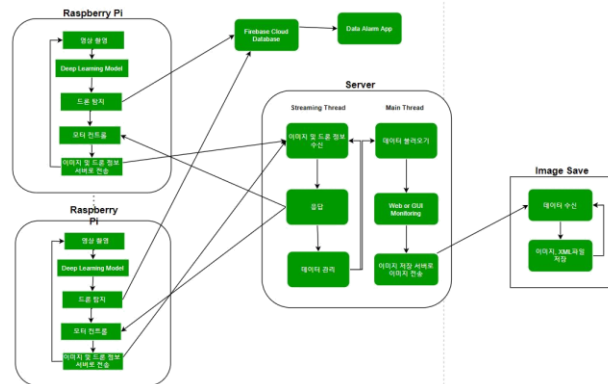 Raspberry Pi
영상 촬영
Deep Learning Model
드론 탐지
모터 컨트롤
이미지 및 드론 정보
서버로 전송
Raspberry
Pi
영상 촬영
Deep Learning Model
드론 탐지
모터 컨트롤
이미지 및 드론 정보
서버로 전송
Firebase Cloud
Database
Data Alarm App
Server
Streaming Thread
이미지 및 드론 정보
수신
응답
데이터 관리
Main Thread
데이터 불러오기
Web or GUI
Monitoring
이미지 저장 서버로
이미지 전송
Image Save
데이터 수신
이미지, XML파일
저장